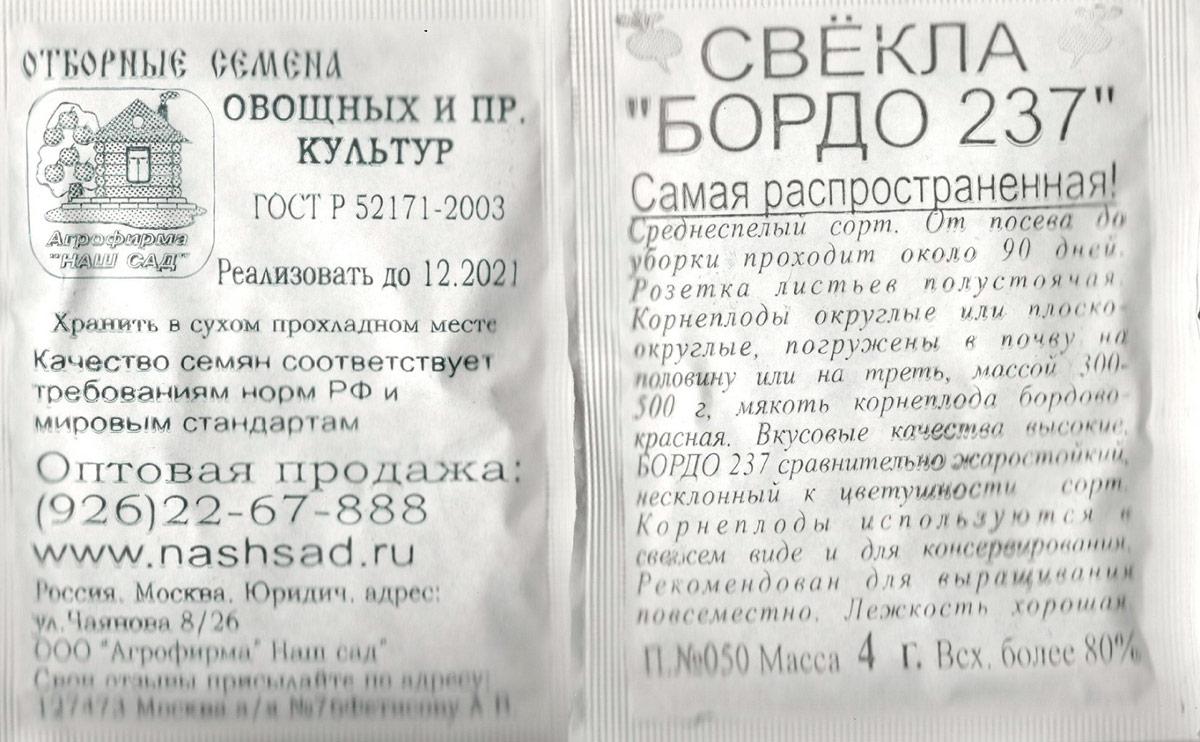 ОТБОРНЫЕ СЕМЕНА
ОВОЩНЫХ И ПР.
КУЛЬТУР
ГОСТ Р 52171-2003
Агрофирма
"НАШ САД"
Реализовать до 12.2021
Хранить в сухом прохладном месте
Качество семян соответствует
требованиям норм РФ и
мировым стандартам
Оптовая продажа:
(926)22-67-888
www.nashsad.ru
Россия. Москва. Юридич. адрес:
ул.Чаянова 8/26
ООО "Агрофирма" Наш сад"
Свои отзывы присылайте по адресу:
127473 Москва а/я №76Фетисову А В
СВЁКЛА
"БОРДО 237"
Самая распространенная!
Среднеспелый сорт. От посева до
уборки проходит около 90 дней.
Розетка листьев полустоячая.
Корнеплоды округлые или плоско-
округлые, погружены в почву на
половину или на треть, массой 300-
500 г, мякоть корнеплода бордово-
красная. Вкусовые качества высокие.
БОРДО 237 сравнительно жаростойкий,
несклонный к цветушности сорт.
Корнеплоды используются в
свежем виде и для консервирования.
Рекомендован для выращивания
повсеместно. Лежкость хорошая
П.№050 Масса 4 г. Всх. более 80%